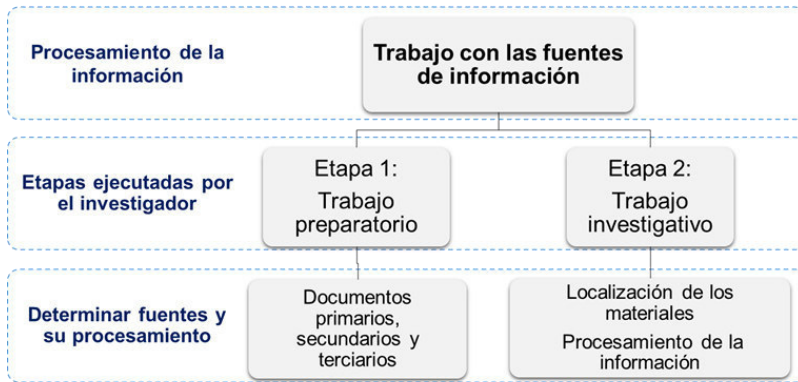 Procesamiento de la
información
Trabajo con las fuentes
de información
Etapas ejecutadas por
el investigador
Etapa 1:
Trabajo
preparatorio
Etapa 2:
Trabajo
investigativo
Determinar fuentes y
su procesamiento
Documentos
primarios,
secundarios y
terciarios
Localización de los
materiales
Procesamiento de la
información